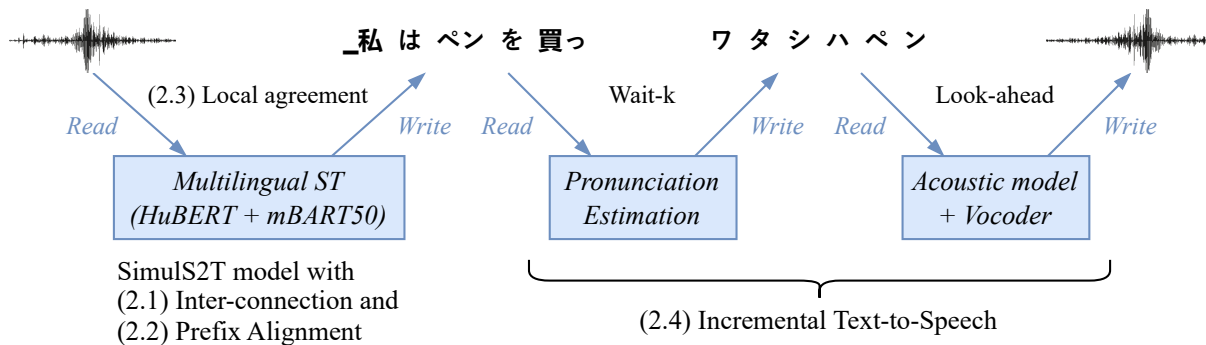 _私 は ペン を 買っ
ワ タ シ ハ ペ ン
(2.3) Local agreement
Wait-k
Look-ahead
Read
Write
Read
Write
Read
Write
Multilingual ST
(HuBERT + mBART50)
Pronunciation
Estimation
Acoustic model
+ Vocoder
SimulS2T model with
(2.1) Inter-connection and
(2.2) Prefix Alignment
(2.4) Incremental Text-to-Speech